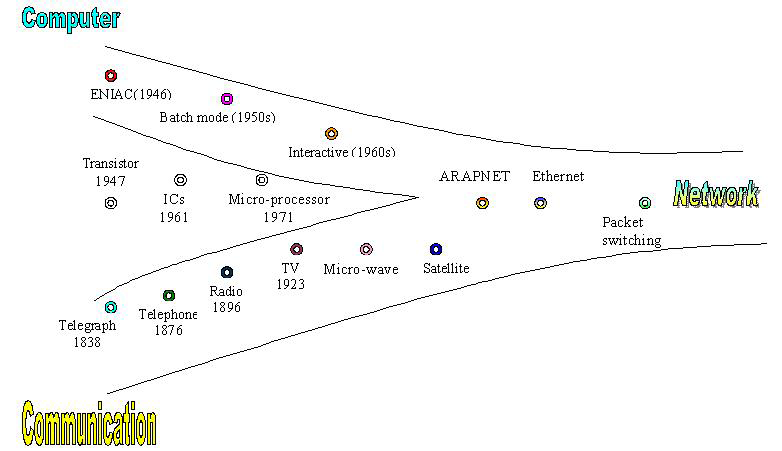 Computer
ENIAC(1946)
Batch mode (1950s)
Interactive (1960s)
Transistor
1947
ICs
1961
Micro-processor
1971
ARAPNET
Ethernet
Packet
switching
Network
Telegraph
1838
Telephone
1876
Radio
1896
TV
1923
Micro-wave
Satellite
Communication